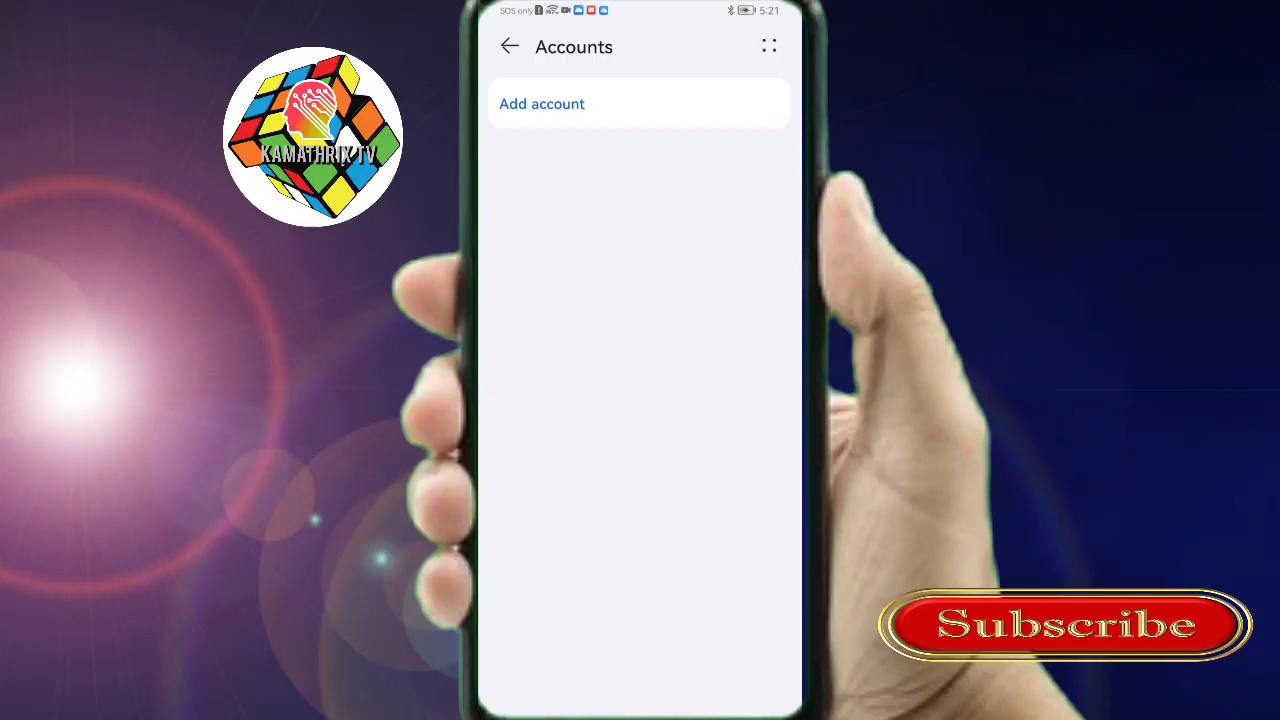 SOS only
5:21
Accounts
Add account
KAMATHRIX TV
Subscribe